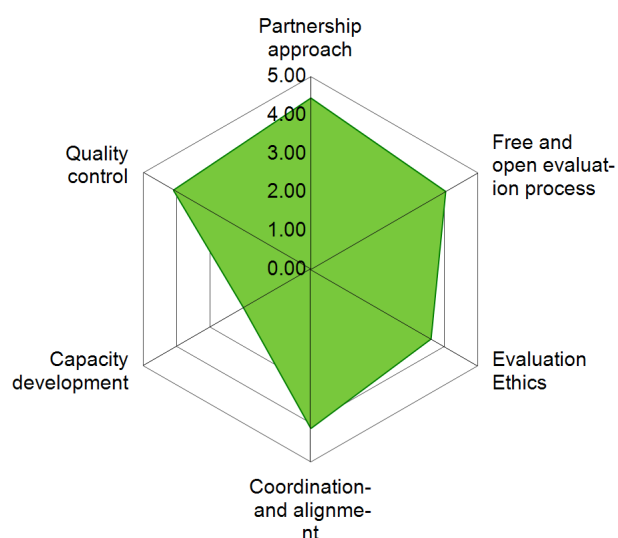 Partnership
approach
5.00
4.00
3.00
2.00
1.00
0.00
Free and
open evaluat-
ion process
Evaluation
Ethics
Coordination-
and alignme-
nt
Capacity
development
Quality
control